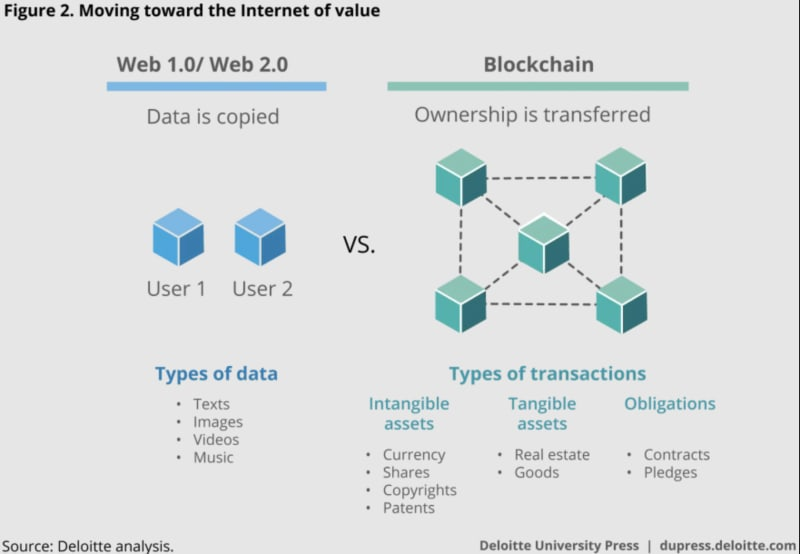 Figure 2. Moving toward the Internet of value
Web 1.0/ Web 2.0
Data is copied
User 1 User 2
Types of data
• Texts
• Images
• Videos
• Music
VS.
Blockchain
Ownership is transferred
Types of transactions
Intangible
assets
• Currency
• Shares
• Copyrights
• Patents
Tangible
assets
• Real estate
• Goods
Obligations
• Contracts
• Pledges
Source: Deloitte analysis.
Deloitte University Press | dupress.deloitte.com